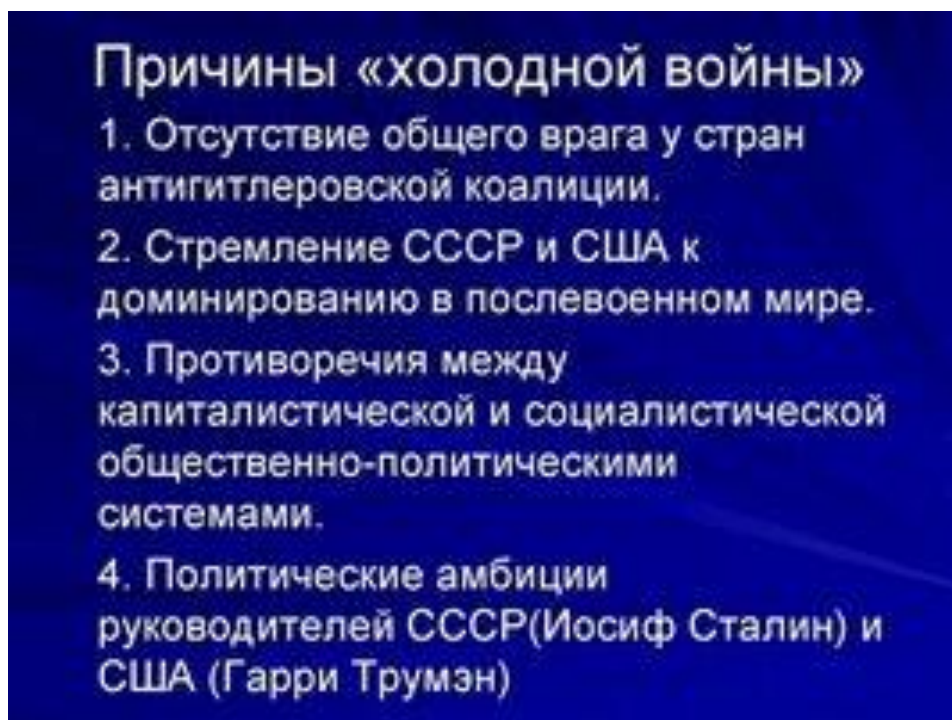 Причины «холодной войны»
1. Отсутствие общего врага у стран
антигитлеровской коалиции.
2. Стремление СССР и США к
доминированию в послевоенном мире.
3. Противоречия между
капиталистической и социалистической
общественно-политическими
системами.
4. Политические амбиции
руководителей СССР(Иосиф Сталин) и
США (Гарри Трумэн)